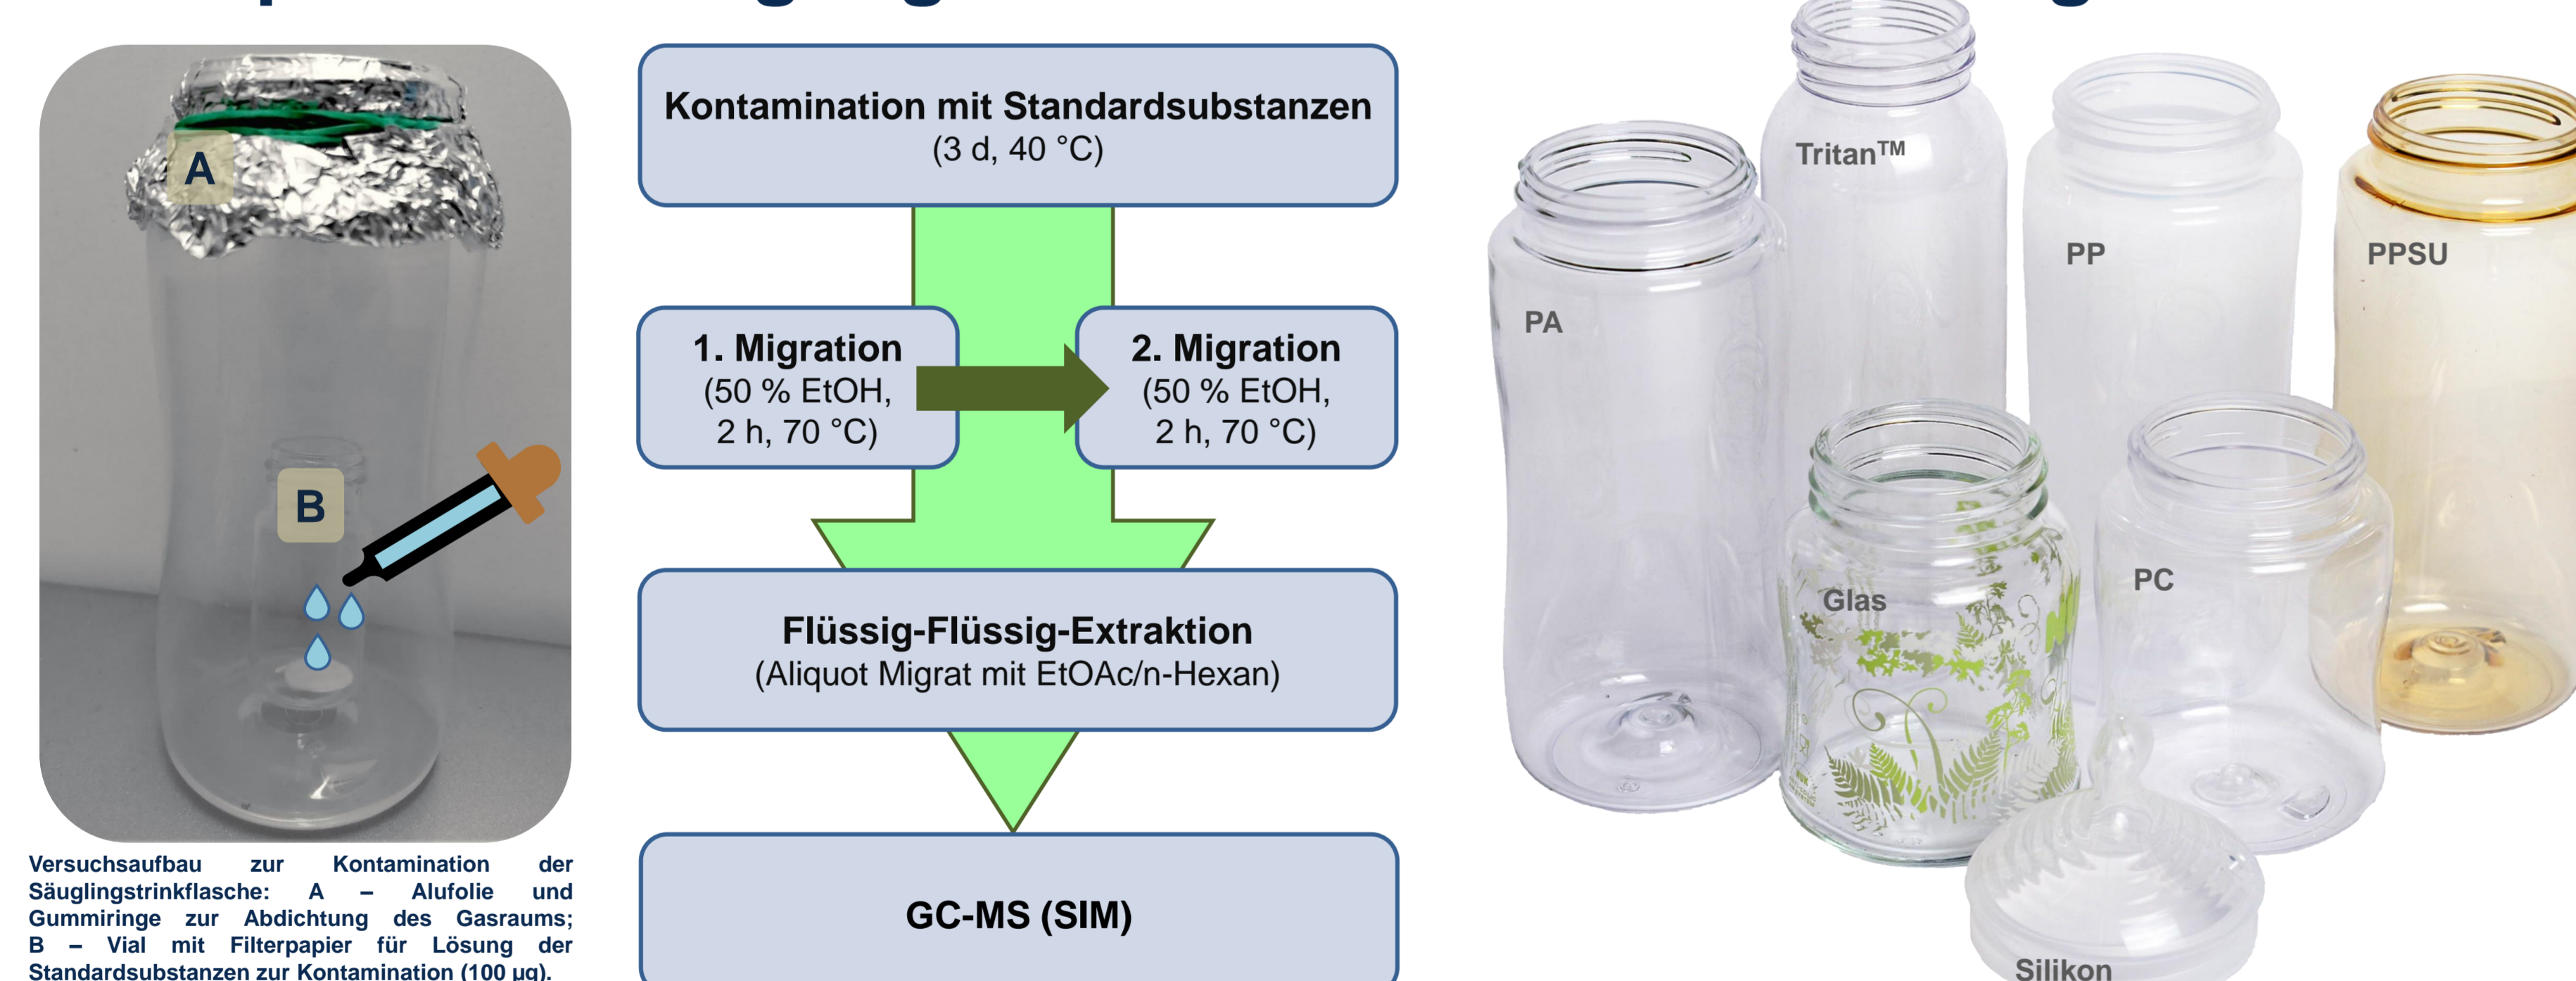 A
B
Versuchsaufbau zur Kontamination der
Säuglingstrinkflasche: A – Alufolie und
Gummiringe zur Abdichtung des Gasraums;
B – Vial mit Filterpapier für Lösung der
Standardsubstanzen zur Kontamination (100 µg).
Kontamination mit Standardsubstanzen
(3 d, 40 °C)
1. Migration
(50 % EtOH,
2 h, 70 °C)
2. Migration
(50 % EtOH,
2 h, 70 °C)
Flüssig-Flüssig-Extraktion
(Aliquot Migrat mit EtOAc/n-Hexan)
GC-MS (SIM)
Tritan™
PP
PPSU
PA
PC
Glas
Silikon